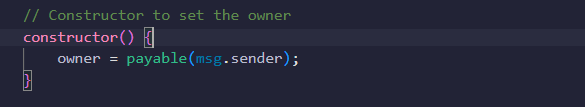 // Constructor to set the owner
constructor() {
    owner = payable(msg.sender);
}